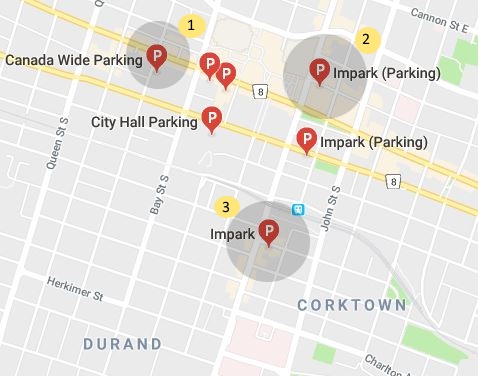 Q
1
Cannon St E
2
Canada Wide Parking
P
P
P
P
Impark (Parking)
8
City Hall Parking
P
P
Impark (Parking)
Queen St S
Bay St S
8
3
John St S
Impark
P
Herkimer St
CORKTOWN
DURAND
Charlton A